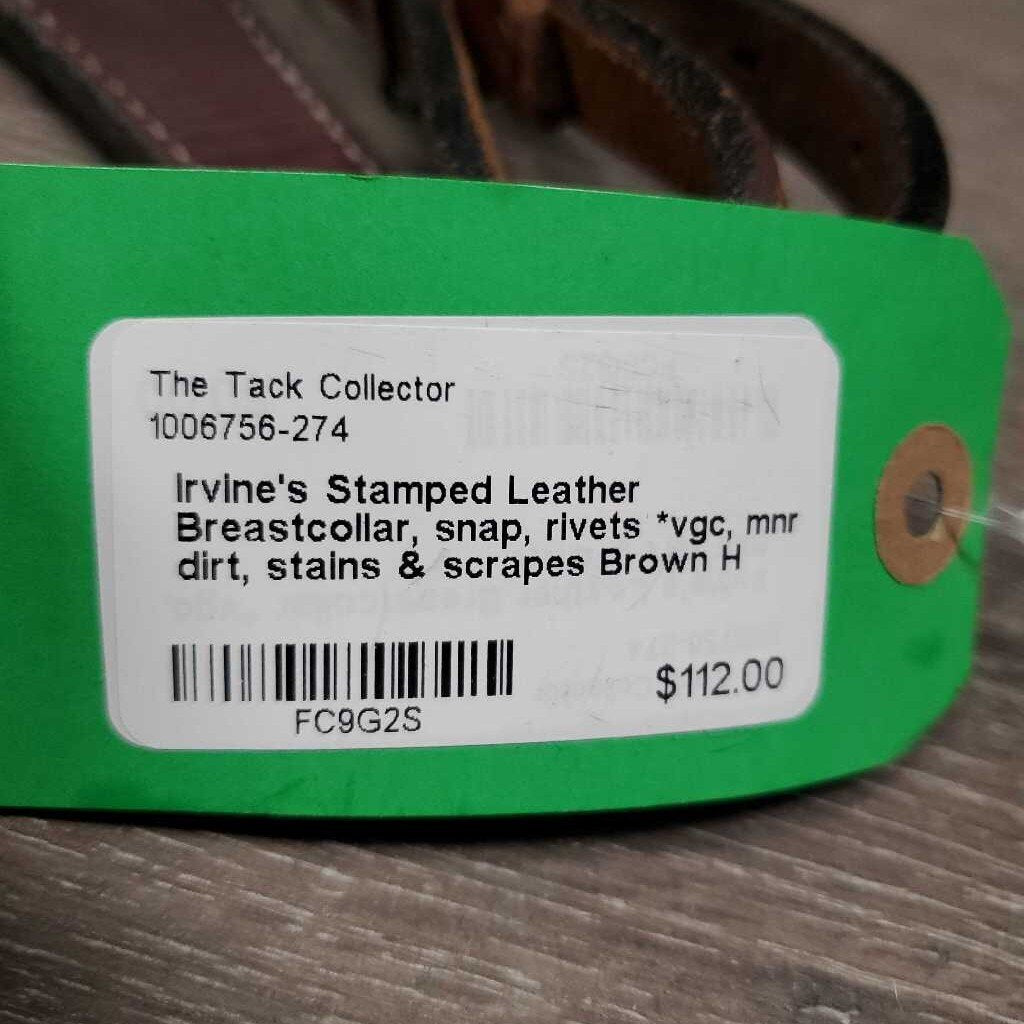 The Tack Collector
1006756-274
Irvine's Stamped Leather
Breastcollar, snap, rivets *vgc, mnr
dirt, stains & scrapes Brown H
FC9G2S
$112.00